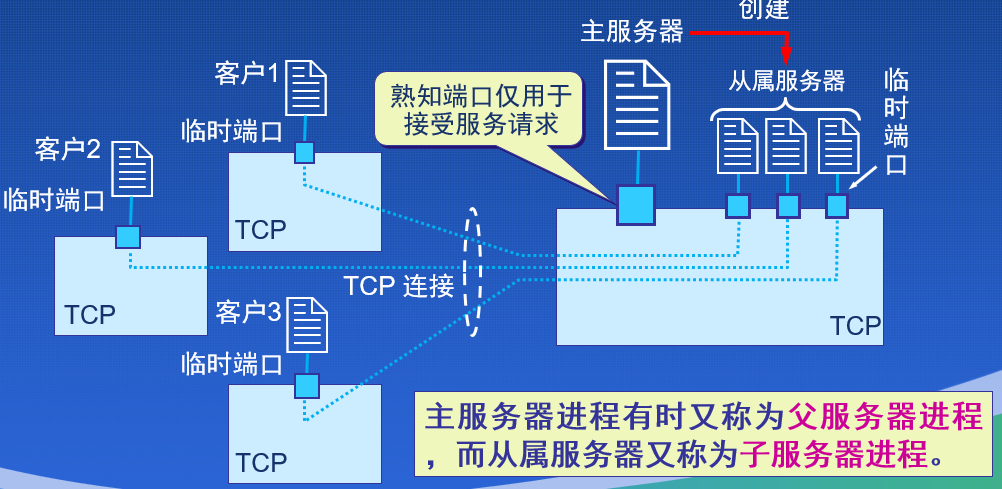 创建
主服务器
从属服务器
临时端口
客户1
熟知端口仅用于
接受服务请求
临时端口
客户2
临时端口
TCP
TCP 连接
TCP
客户3
TCP
临时端口
TCP
主服务器进程有时又称为父服务器进程
，而从属服务器又称为子服务器进程。